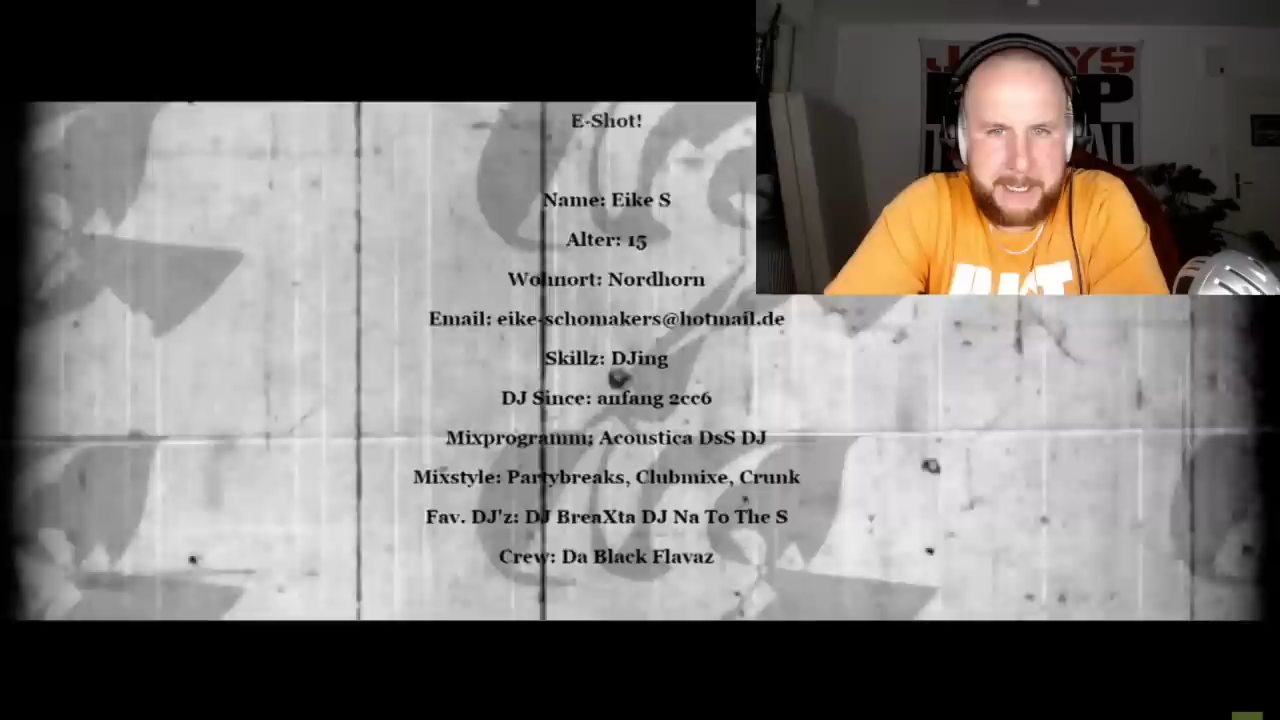 E-Shot!
Name: Eike S
Alter: 15
Wohnort: Nordhorn
Email: eike-schomakers@hotmail.de
Skillz: DJing
DJ Since: anfang 2cc6
Mixprogramm; Acoustica DsS DJ
Mixstyle: Partybreaks, Clubmixe, Crunk
Fav. DJ'z: DJ BreaXta DJ Na To The S
Crew: Da Black Flavaz